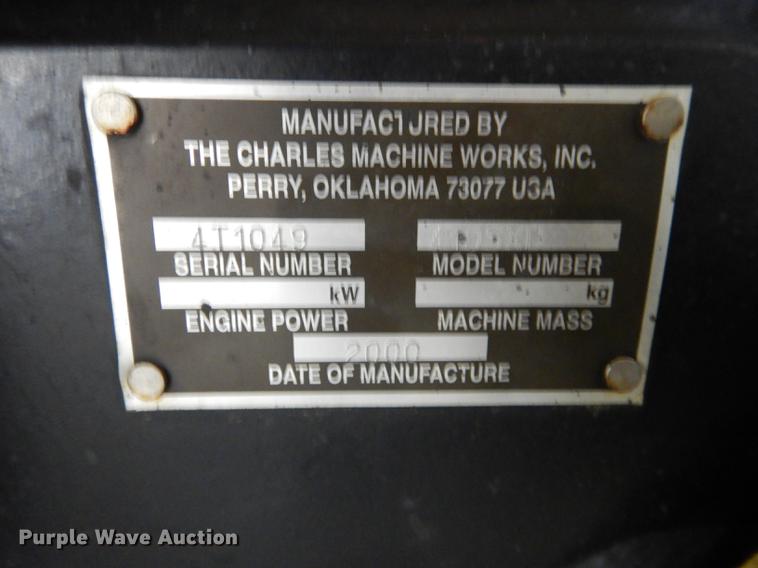 MANUFACTURED BY
THE CHARLES MACHINE WORKS, INC.
PERRY, OKLAHOMA 73077 USA
4T1049
SERIAL NUMBER MODEL NUMBER
kW kg
ENGINE POWER MACHINE MASS
2000
DATE OF MANUFACTURE
Purple Wave Auction